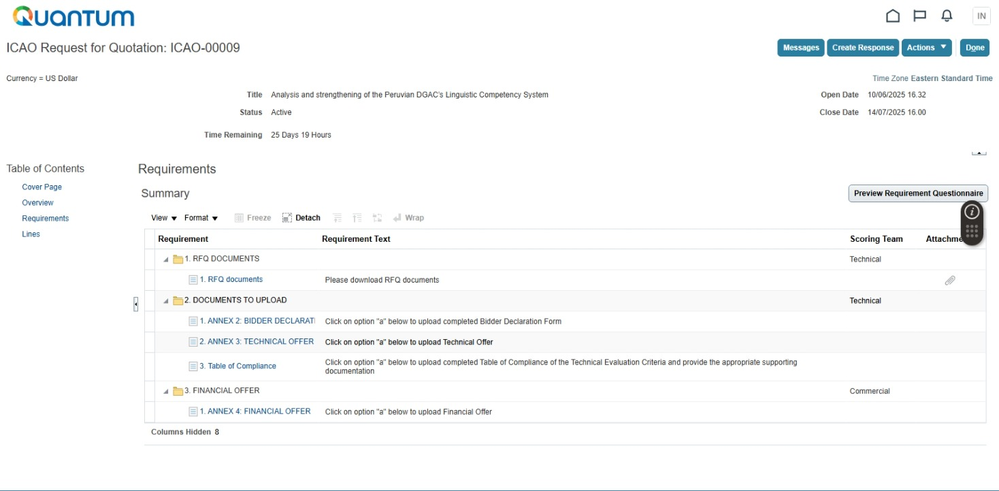 QUANTUM
IN
ICAO Request for Quotation: ICAO-00009
Messages
Create Response
Actions
Done
Currency = US Dollar
Time Zone Eastern Standard Time
Title Analysis and strengthening of the Peruvian DGAC's Linguistic Competency System
Open Date 10/06/2025 16.32
Status Active
Close Date 14/07/2025 16.00
Time Remaining 25 Days 19 Hours
Table of Contents
Cover Page
Overview
Requirements
Lines
Requirements
Summary
Preview Requirement Questionnaire
View Format Freeze Detach Wrap
Requirement Requirement Text Scoring Team Attachme
1. RFQ DOCUMENTS Technical
1. RFQ documents Please download RFQ documents
2. DOCUMENTS TO UPLOAD Technical
1. ANNEX 2: BIDDER DECLARATI Click on option "a" below to upload completed Bidder Declaration Form
2. ANNEX 3: TECHNICAL OFFER Click on option "a" below to upload Technical Offer
3. Table of Compliance Click on option "a" below to upload completed Table of Compliance of the Technical Evaluation Criteria and provide the appropriate supporting
documentation
3. FINANCIAL OFFER Commercial
1. ANNEX 4: FINANCIAL OFFER Click on option "a" below to upload Financial Offer
Columns Hidden 8